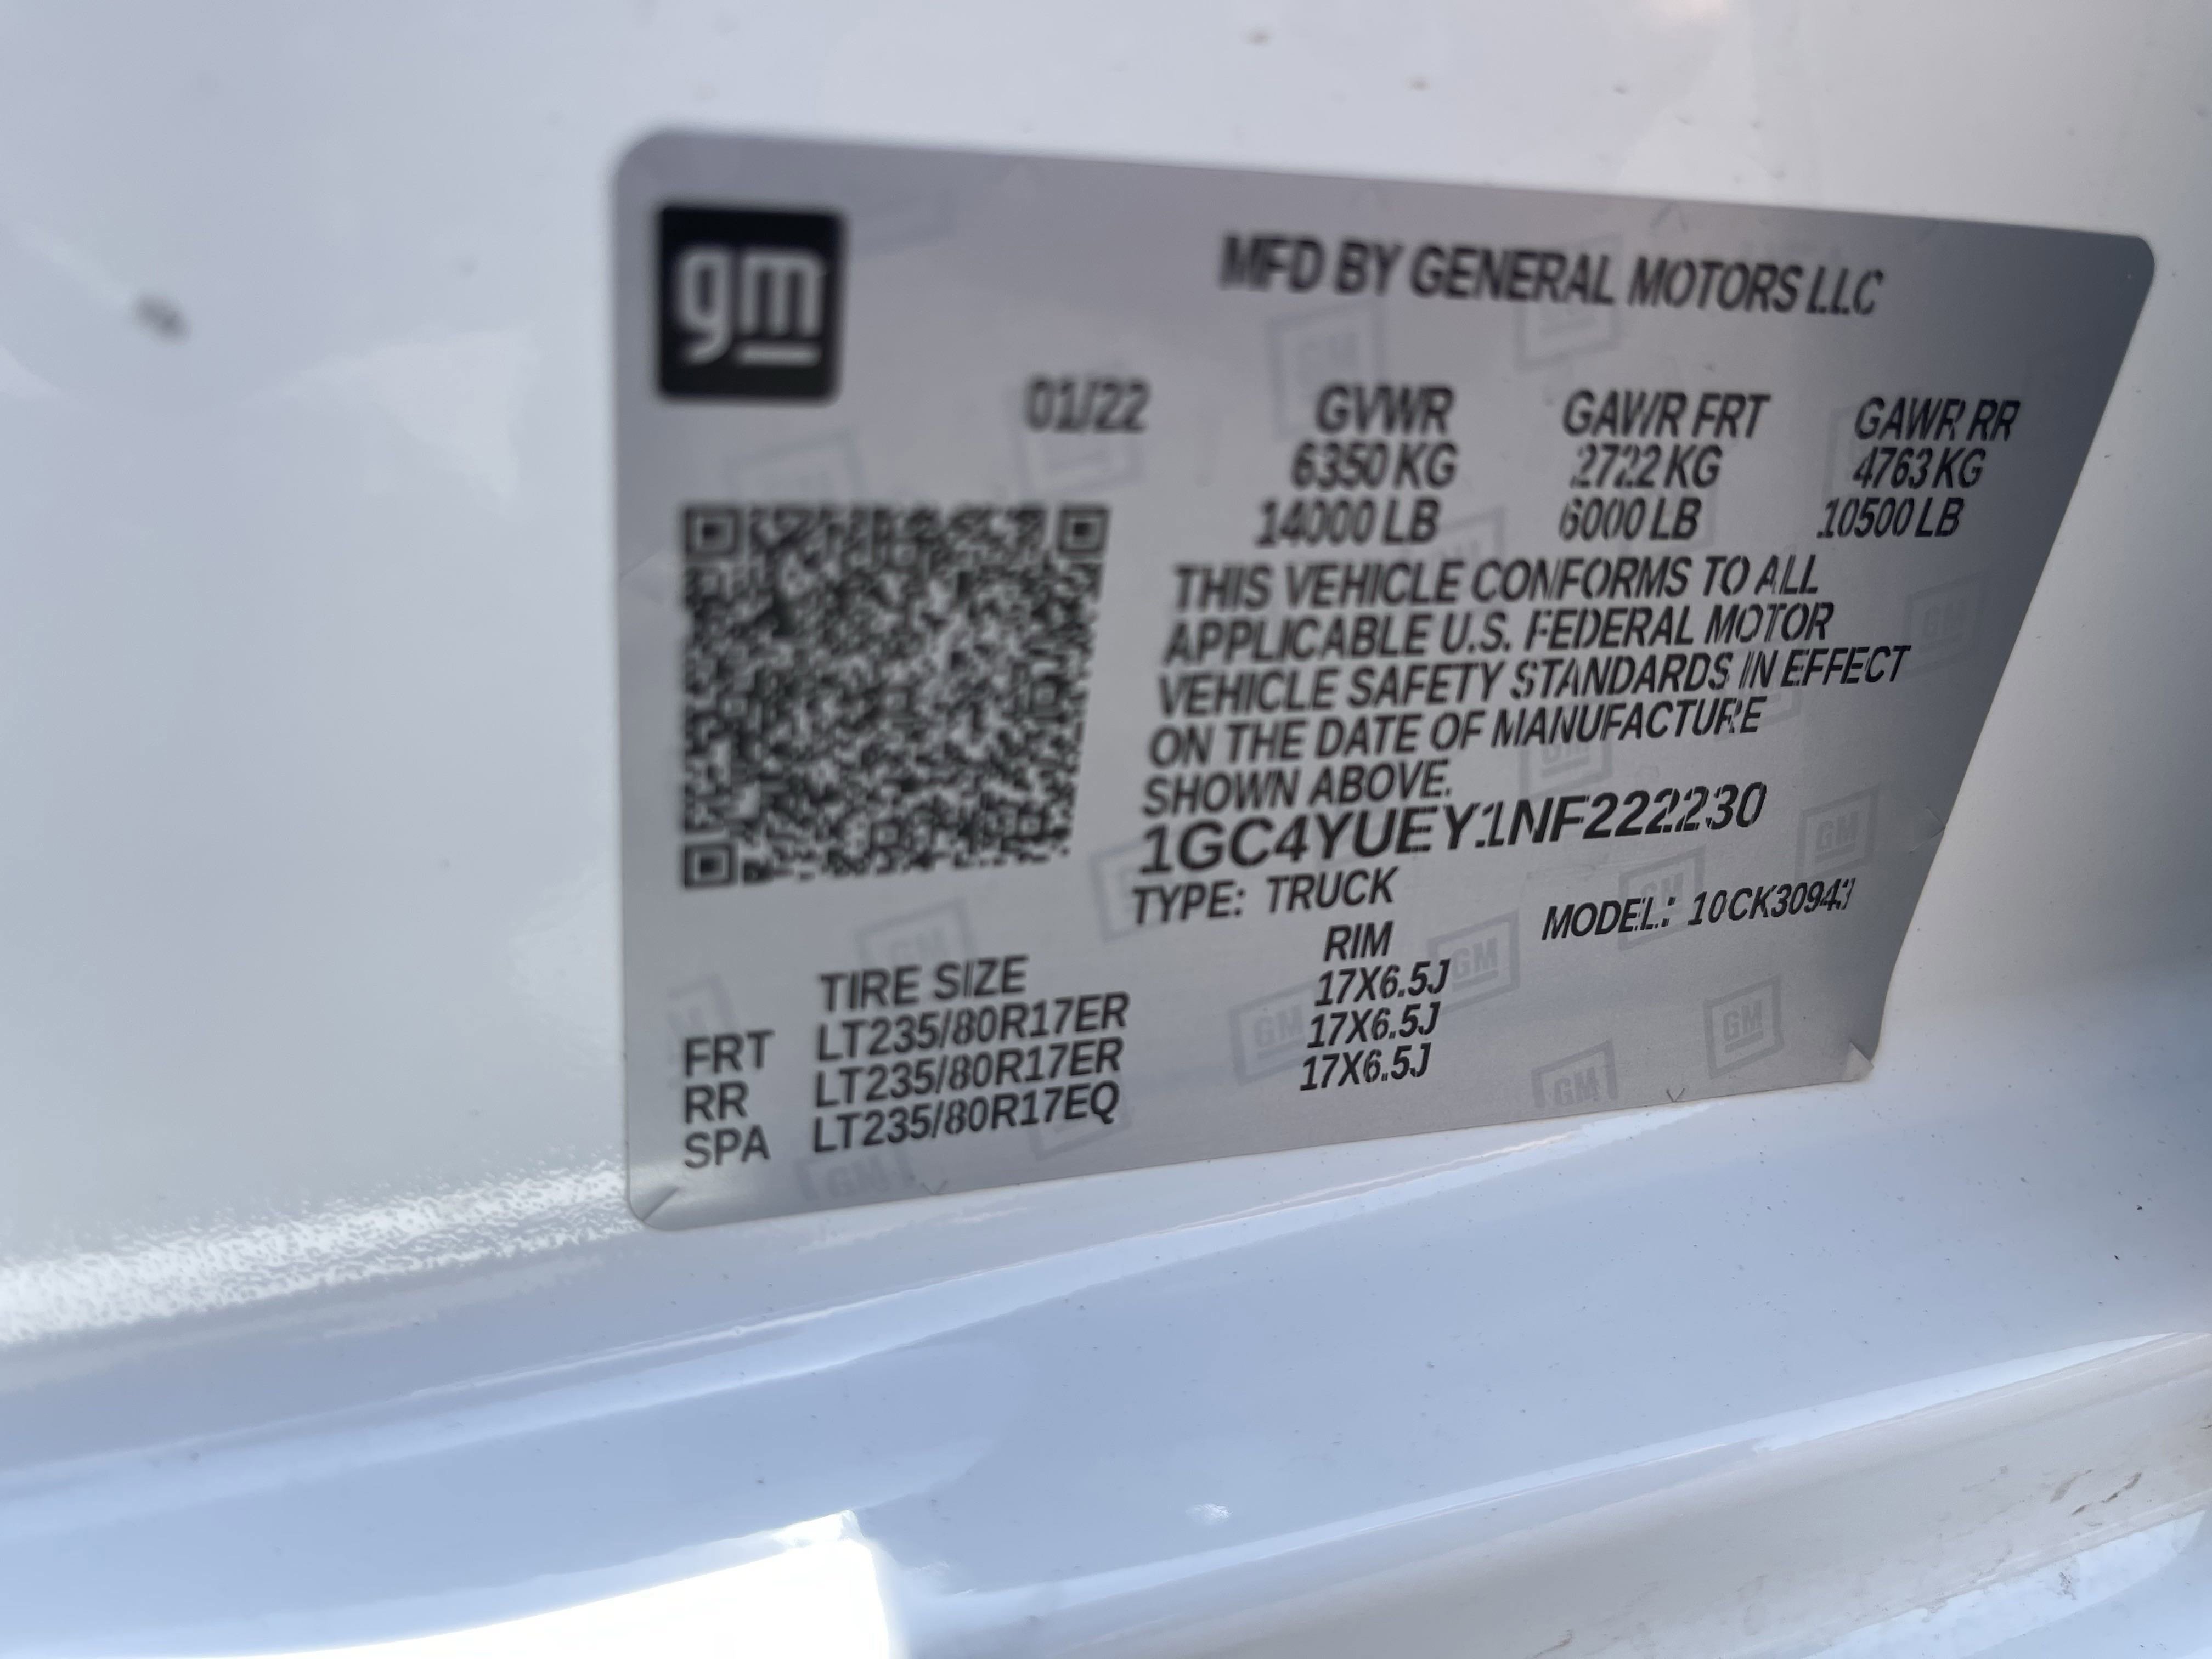 gm
MFD BY GENERAL MOTORS LLC
01/22 GVWR GAWR FRT GAWR RR
6350 KG 2722 KG 4763 KG
14000 LB 6000 LB 10500 LB
THIS VEHICLE CONFORMS TO ALL
APPLICABLE U.S. FEDERAL MOTOR
VEHICLE SAFETY STANDARDS IN EFFECT
ON THE DATE OF MANUFACTURE
SHOWN ABOVE.
1GC4YUEY1NF222230
TYPE: TRUCK MODEL: 10CK30943
TIRE SIZE RIM
FRT LT235/80R17ER 17X6.5J
RR LT235/80R17ER 17X6.5J
SPA LT235/80R17EQ 17X6.5J